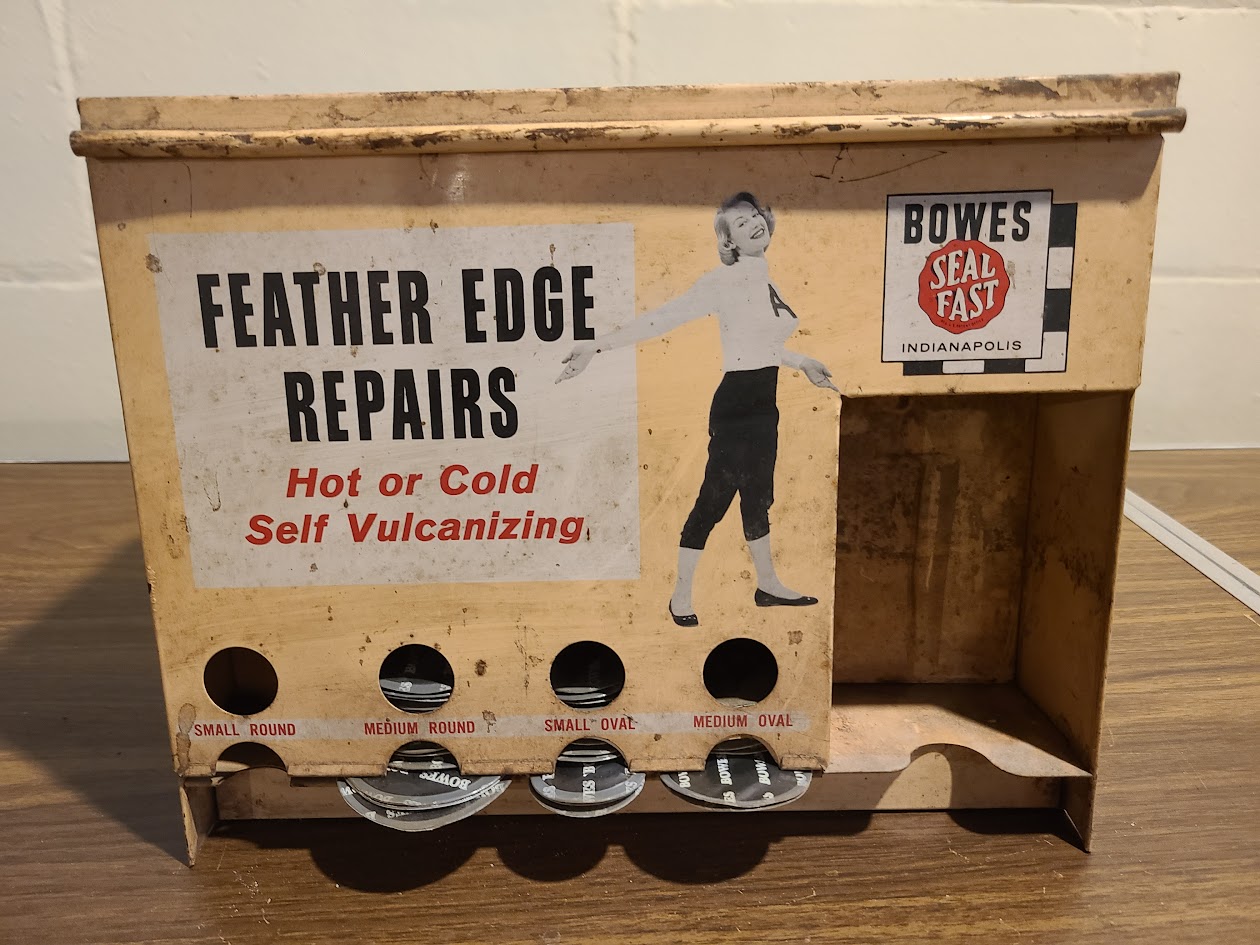 FEATHER EDGE
REPAIRS
Hot or Cold
Self Vulcanizing
A
BOWES
SEAL
FAST
INDIANAPOLIS
SMALL ROUND
MEDIUM ROUND
SMALL OVAL
MEDIUM OVAL
BOWES
BOWES